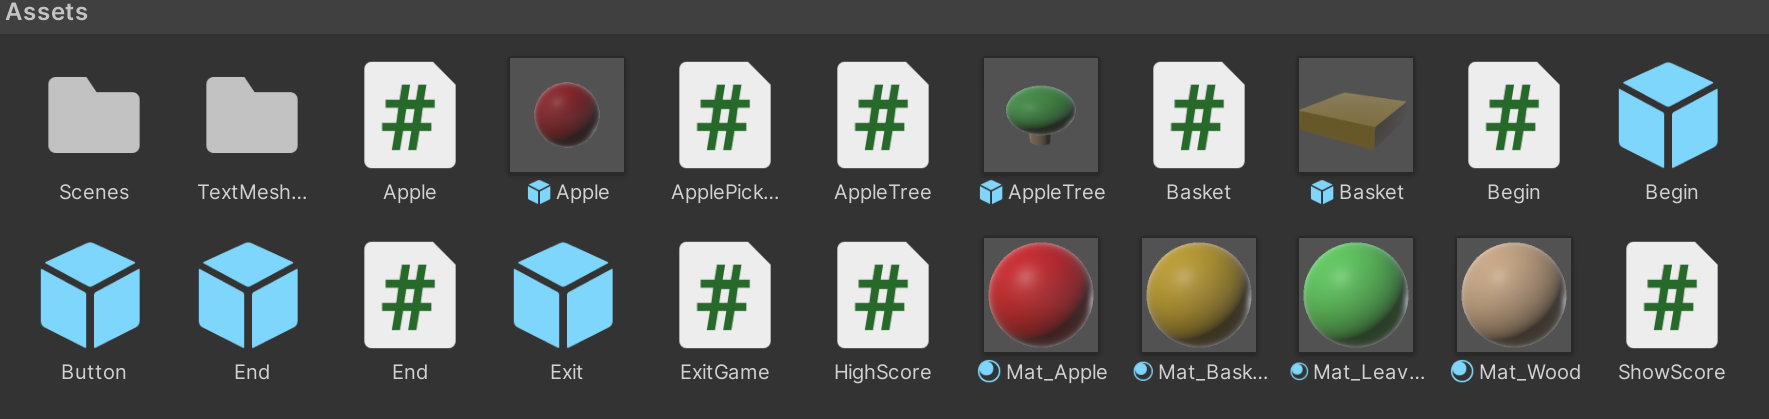 Assets
Scenes TextMesh... Apple Apple ApplePick... AppleTree AppleTree Basket Basket Begin Begin
Button End End Exit ExitGame HighScore Mat_Apple Mat_Bask... Mat_Leav... Mat_Wood ShowScore